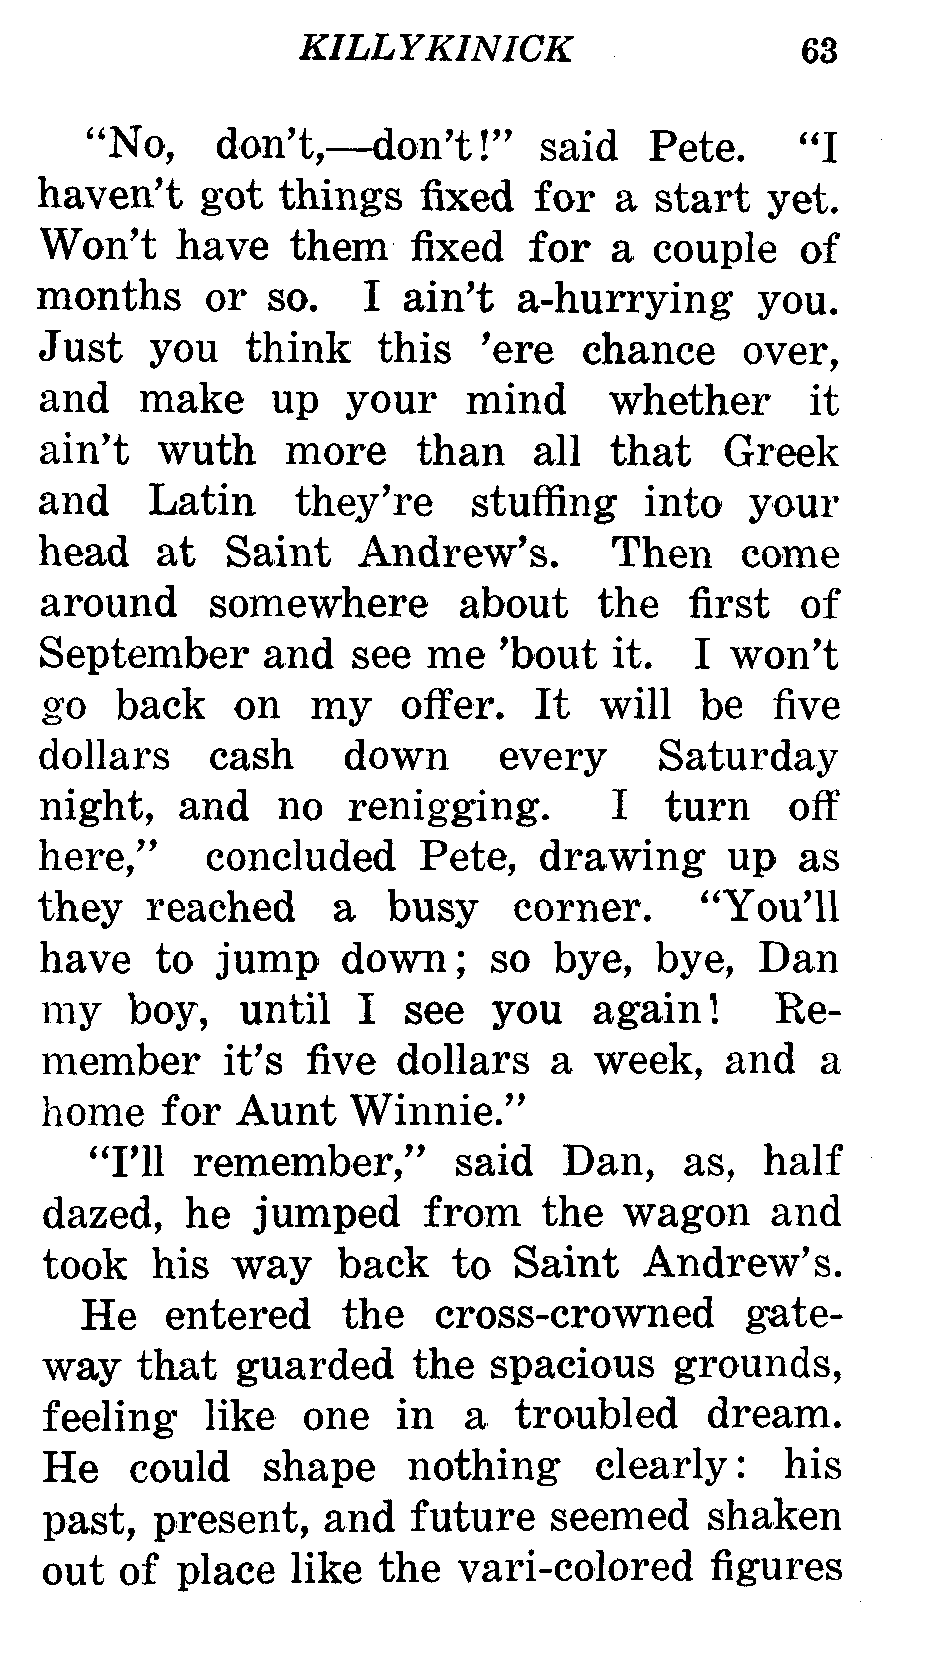 KILLYKINICK 63
“No, don’t,—don’t!” said Pete. “I
haven’t got things fixed for a start yet.
Won’t have them fixed for a couple of
months or so. I ain’t a-hurrying you.
Just you think this ’ere chance over,
and make up your mind whether it
ain’t wuth more than all that Greek
and Latin they’re stuffing into your
head at Saint Andrew’s. Then come
around somewhere about the first of
September and see me ’bout it. I won’t
go back on my offer. It will be five
dollars cash down every Saturday
night, and no renigging. I turn off
here,” concluded Pete, drawing up as
they reached a busy corner. “You’ll
have to jump down; so bye, bye, Dan
my boy, until I see you again! Re-
member it’s five dollars a week, and a
home for Aunt Winnie.”
“I’ll remember,” said Dan, as, half
dazed, he jumped from the wagon and
took his way back to Saint Andrew’s.
He entered the cross-crowned gate-
way that guarded the spacious grounds,
feeling like one in a troubled dream.
He could shape nothing clearly: his
past, present, and future seemed shaken
out of place like the vari-colored figures